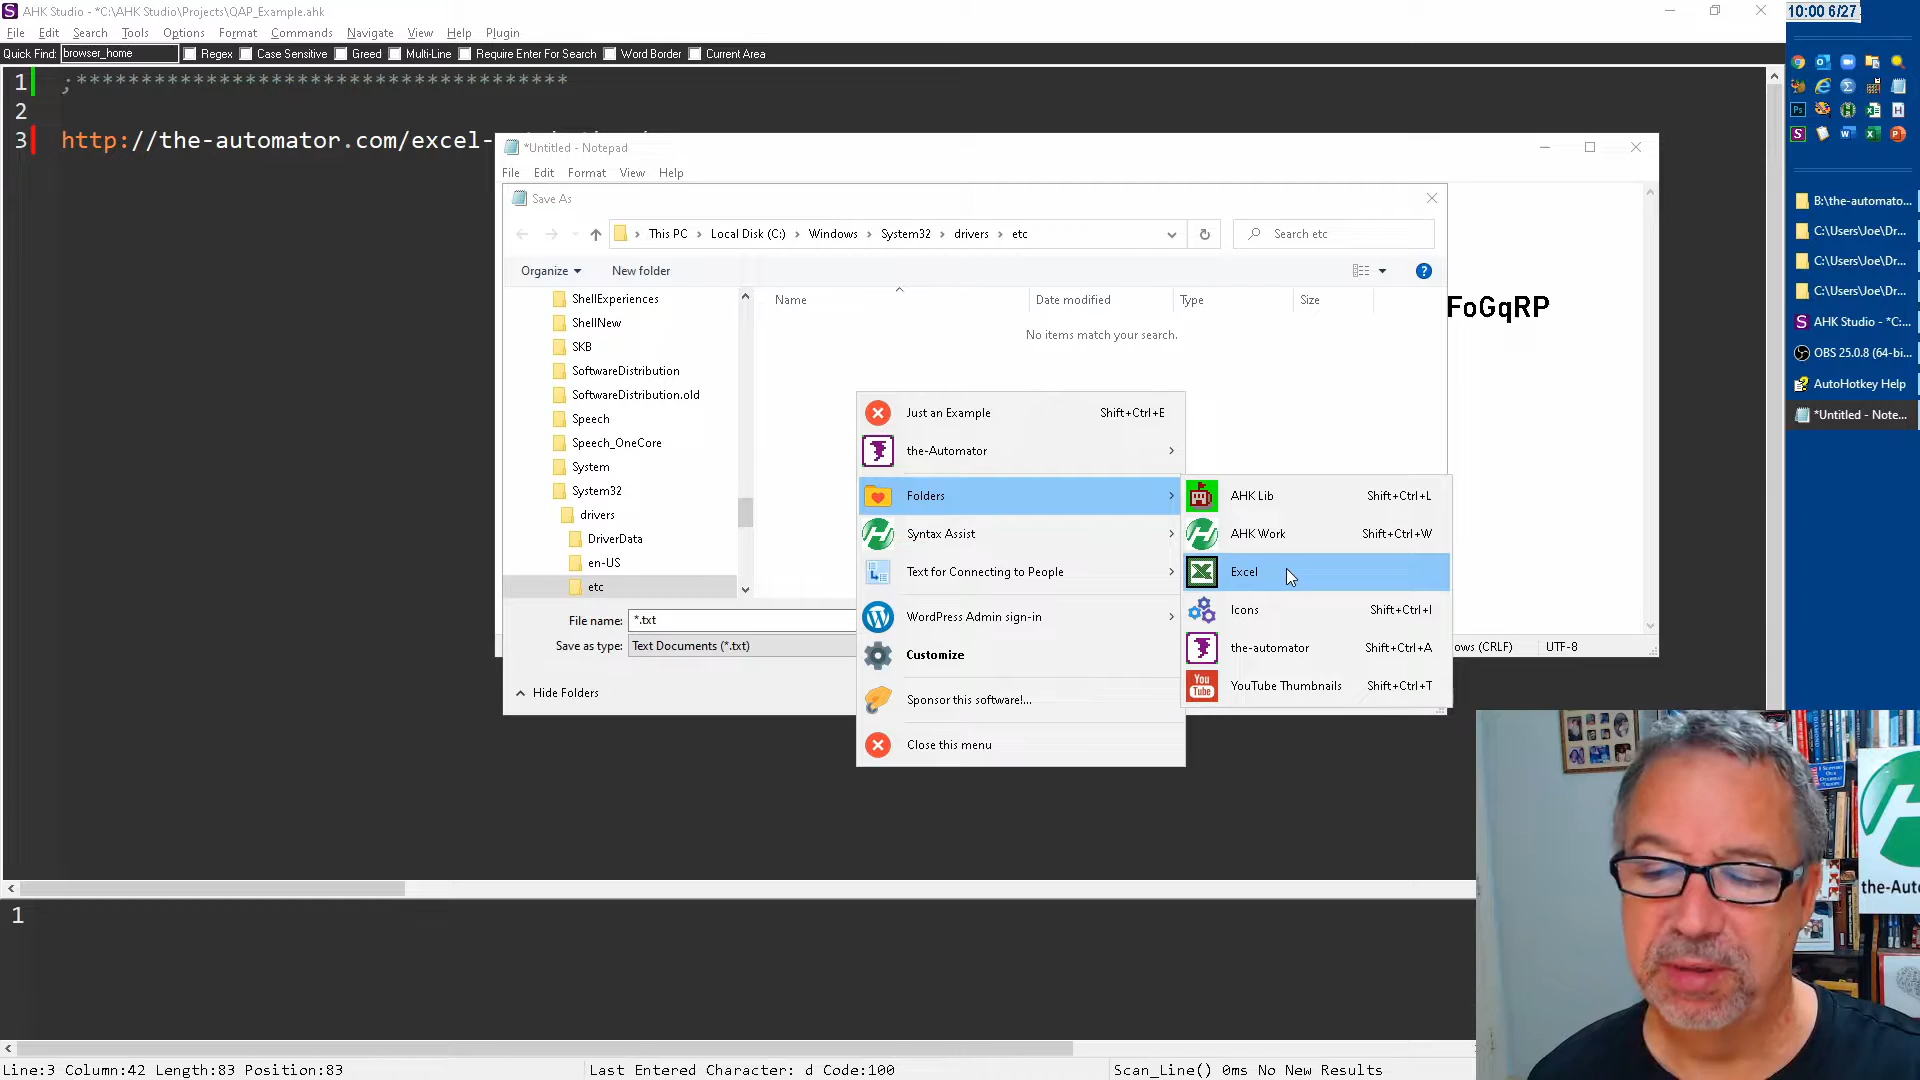 AHK Studio - *C:\AHK Studio\Projects\QAP_Example.ahk
File Edit Search Tools Options Format Commands Navigate View Help Plugin
Quick Find: browser_home Regex Case Sensitive Greed Multi-Line Require Enter For Search Word Border Current Area
1 ;**************************************
2
3 http://the-automator.com/excel-
*Untitled - Notepad
File Edit Format View Help
Save As
This PC > Local Disk (C:) > Windows > System32 > drivers > etc
Search etc
Organize New folder
Name Date modified Type Size
No items match your search.
ShellExperiences
ShellNew
SKB
SoftwareDistribution
SoftwareDistribution.old
Speech
Speech_OneCore
System
System32
drivers
DriverData
en-US
etc
File name: *.txt
Save as type: Text Documents (*.txt)
Hide Folders
FoGqRP
ows (CRLF) UTF-8
Just an Example Shift+Ctrl+E
the-Automator
Folders
Syntax Assist
Text for Connecting to People
WordPress Admin sign-in
Customize
Sponsor this software!...
Close this menu
AHK Lib Shift+Ctrl+L
AHK Work Shift+Ctrl+W
Excel
Icons Shift+Ctrl+I
the-automator Shift+Ctrl+A
YouTube Thumbnails Shift+Ctrl+T
10:00 6/27
B:\the-automato...
C:\Users\Joe\Dr...
C:\Users\Joe\Dr...
C:\Users\Joe\Dr...
AHK Studio - *C:...
OBS 25.0.8 (64-bi...
AutoHotkey Help
*Untitled - Note...
the-Aut
1
Line:3 Column:42 Length:83 Position:83
Last Entered Character: d Code:100
Scan_Line() 0ms No New Results